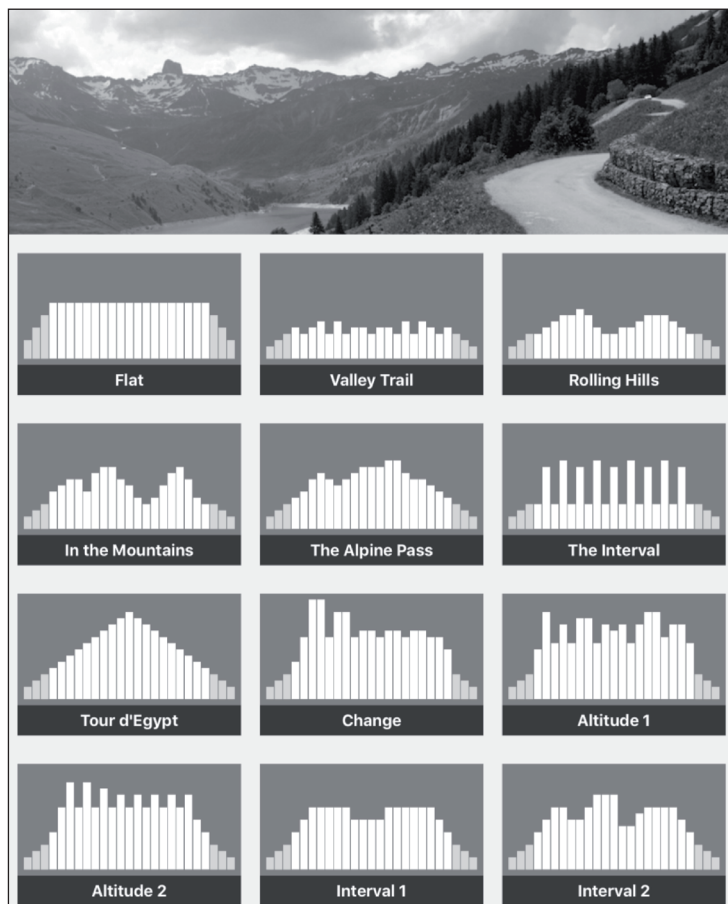 Flat
Valley Trail
Rolling Hills
In the Mountains
The Alpine Pass
The Interval
Tour d'Egypt
Change
Altitude 1
Altitude 2
Interval 1
Interval 2